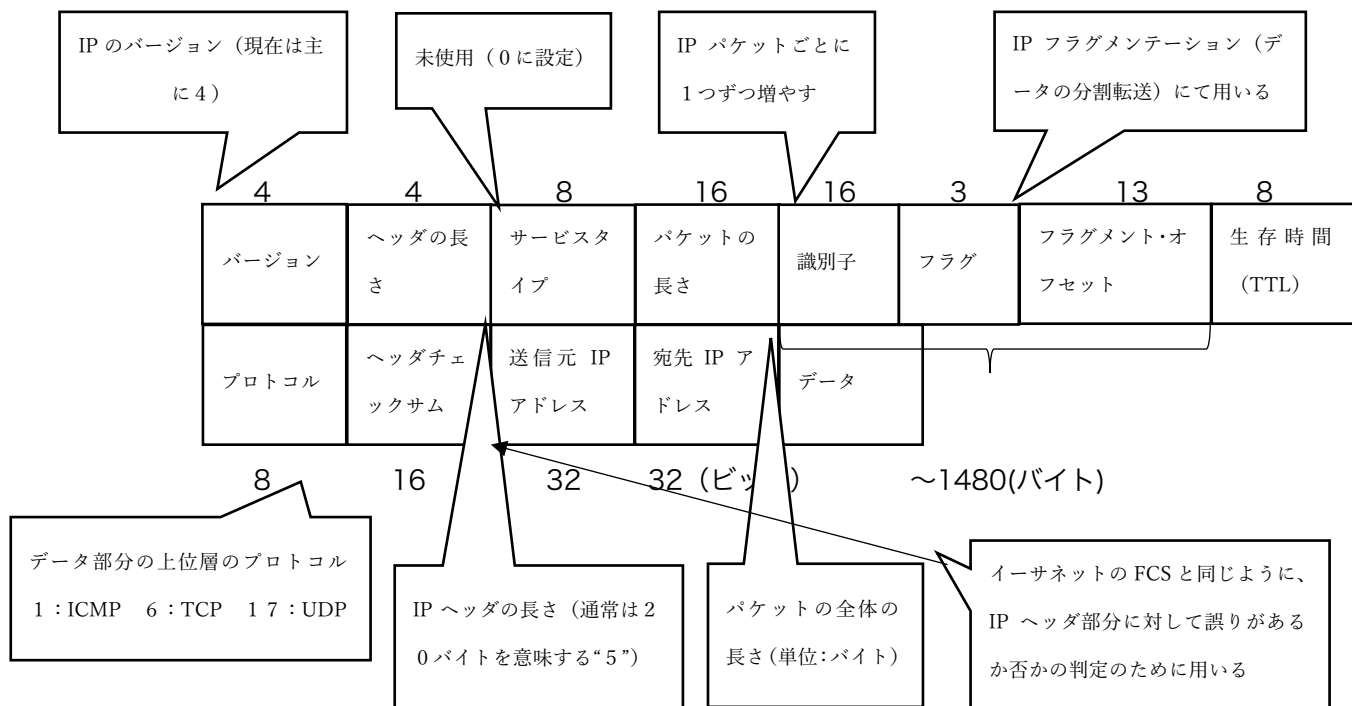 IP のバージョン（現在は主
に４）
未使用（０に設定）
IP パケットごとに
１つずつ増やす
IP フラグメンテーション（デ
ータの分割転送）にて用いる
4 4 8 16 16 3 13 8
バージョン
ヘッダの長
さ
サービスタ
イプ
パケットの
長さ
識別子
フラグ
フラグメント・オ
フセット
生存時間
（TTL）
プロトコル
ヘッダチェ
ックサム
送信元 IP
アドレス
宛先 IP ア
ドレス
データ
8 16 32 32（ビッ ） ～1480(バイト)
データ部分の上位層のプロトコル
１：ICMP ６：TCP １７：UDP
IP ヘッダの長さ（通常は２
０バイトを意味する“５”）
パケットの全体の
長さ（単位：バイト）
イーサネットの FCS と同じように、
IP ヘッダ部分に対して誤りがある
か否かの判定のために用いる